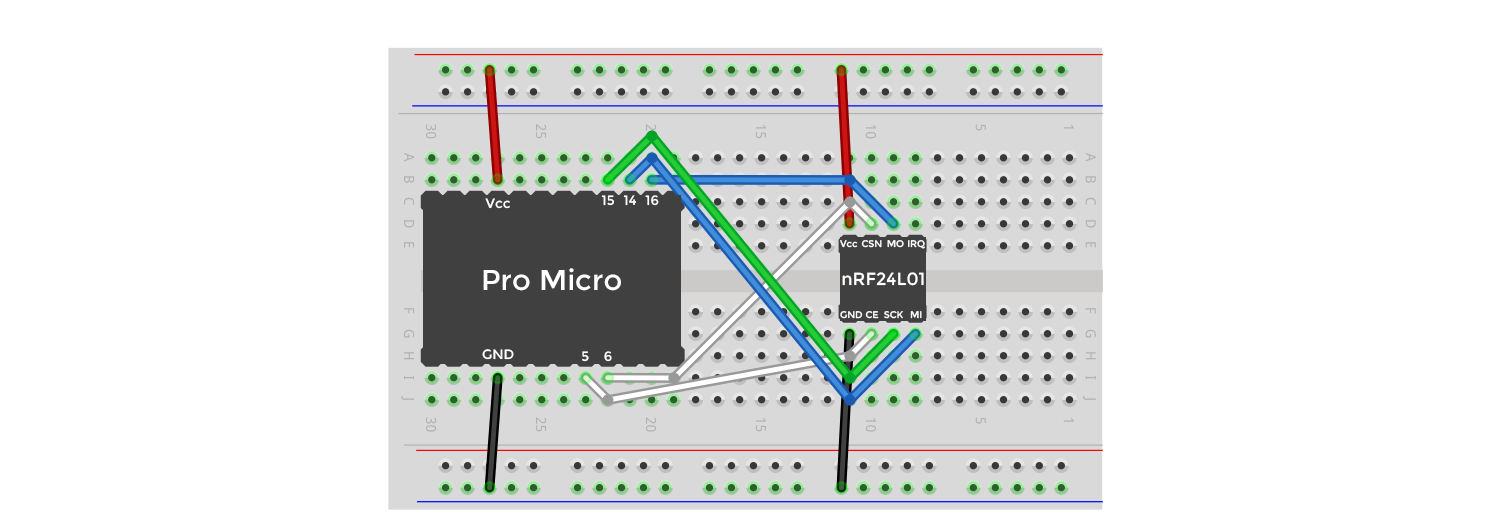 30 25 20 15 10 5 1
A A
B B
Vcc 15 14 16
C C
D D
E Vcc CSN MO IRQ E
Pro Micro nRF24L01
F GND CE SCK MI F
G G
GND 5 6
H H
I I
J J
30 25 20 15 10 5 1